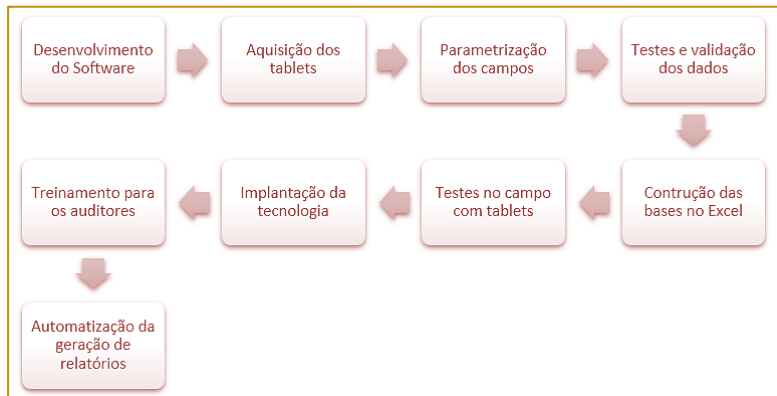 Desenvolvimento
do Software
Aquisição dos
tablets
Parametrização
dos campos
Testes e validação
dos dados
Contrução das
bases no Excel
Testes no campo
com tablets
Implantação da
tecnologia
Treinamento para
os auditores
Automatização da
geração de
relatórios